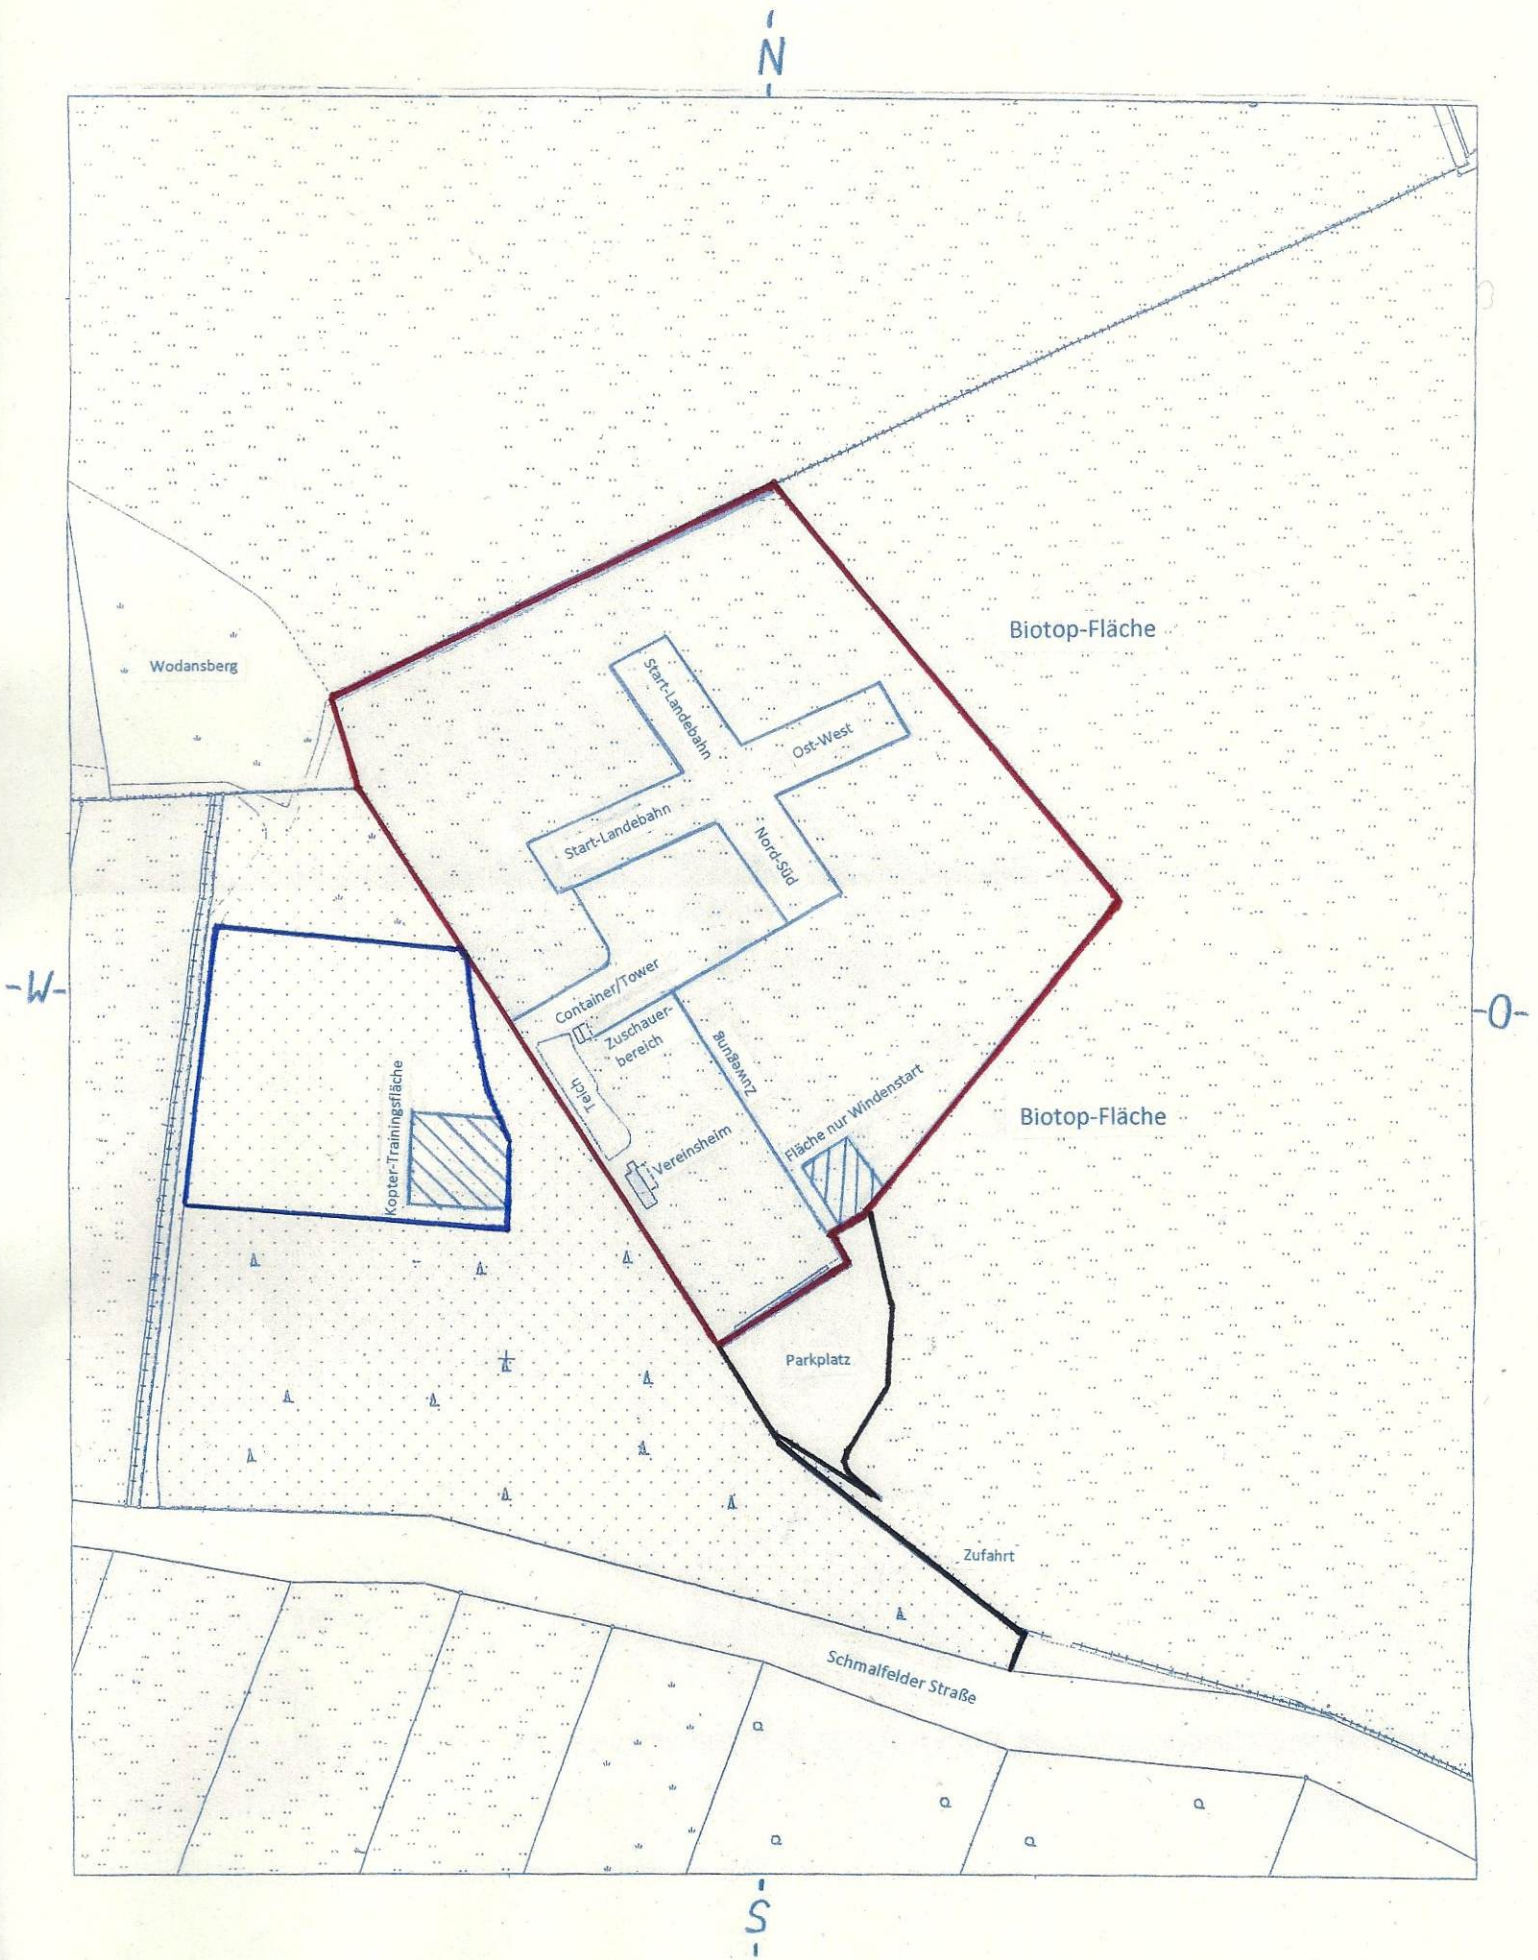 N
Biotop-Fläche
Wodansberg
Start-Landebahn
Ost-West
Start-Landebahn
Nord-Süd
-W-
Container/Tower
-O-
Zuschauer-
bereich
Zuwegung
Teich
Kopter-Trainingsfläche
Fläche nur Windenstart
Biotop-Fläche
Vereinsheim
Parkplatz
Zufahrt
Schmalfelder Straße
S